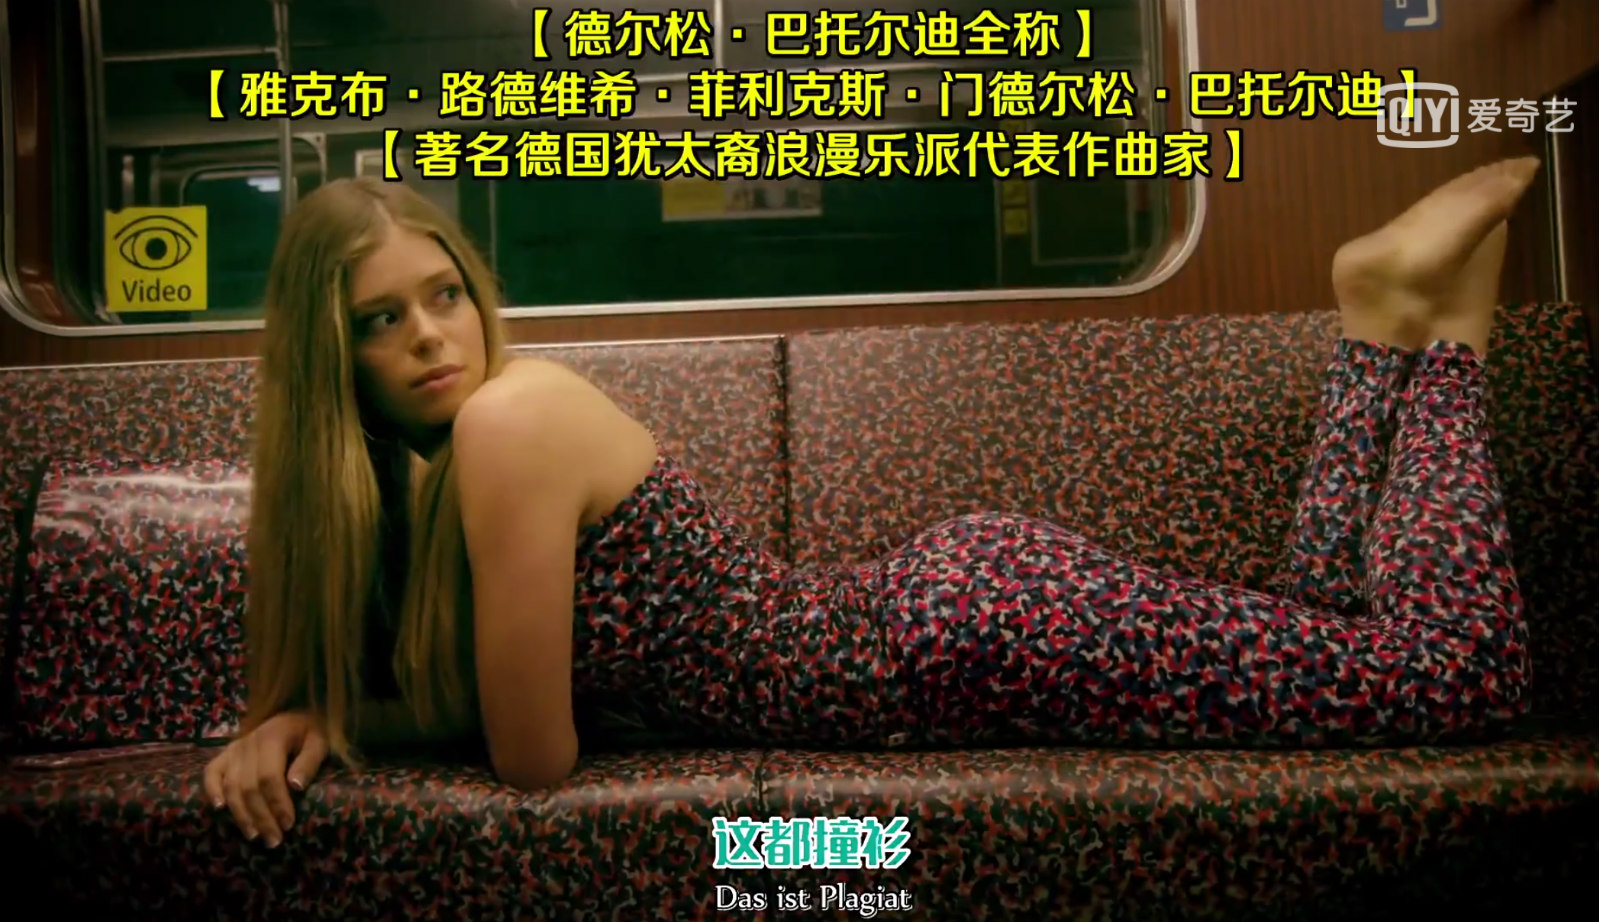 【德尔松·巴托尔迪全称】
【雅克布·路德维希·菲利克斯·门德尔松·巴托尔迪】
QIY 爱奇艺
【著名德国犹太裔浪漫乐派代表作曲家】
Video
这都撞衫
Das ist Plagiat